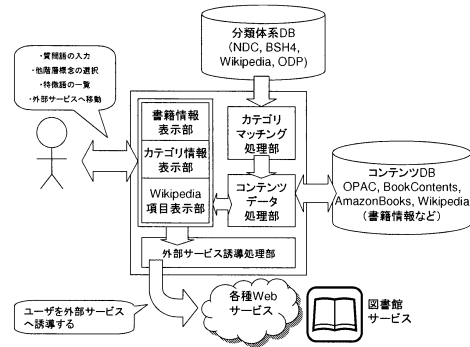 分類体系DB
(NDC, BSH4,
Wikipedia, ODP)
・質問語の入力
・他階層概念の選択
・特徴語の一覧
・外部サービスへ移動
書籍情報
表示部
カテゴリ情報
表示部
Wikipedia
項目表示部
カテゴリ
マッチング
処理部
コンテンツ
データ
処理部
コンテンツDB
OPAC, BookContents,
AmazonBooks, Wikipedia
(書籍情報など)
外部サービス誘導処理部
ユーザを外部サービス
へ誘導する
各種Web
サービス
図書館
サービス